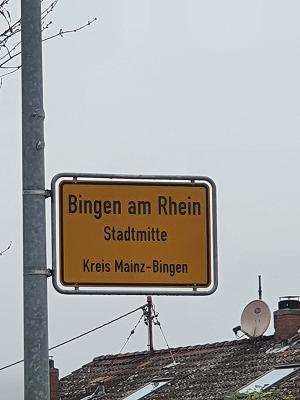 Bingen am Rhein
Stadtmitte
Kreis Mainz-Bingen